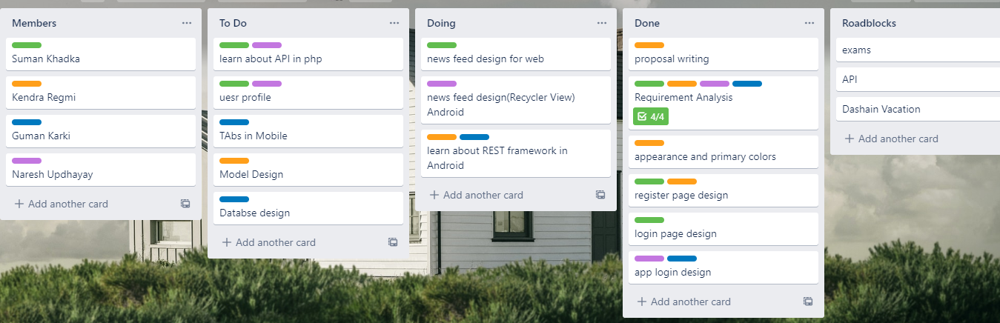 Members
Suman Khadka
Kendra Regmi
Guman Karki
Naresh Updhayay
Add another card
To Do
learn about API in php
uesr profile
TAbs in Mobile
Model Design
Databse design
Add another card
Doing
news feed design for web
news feed design(Recycler View)
Android
learn about REST framework in
Android
Add another card
Done
proposal writing
Requirement Analysis
4/4
appearance and primary colors
register page design
login page design
app login design
Add another card
Roadblocks
exams
API
Dashain Vacation
Add another card